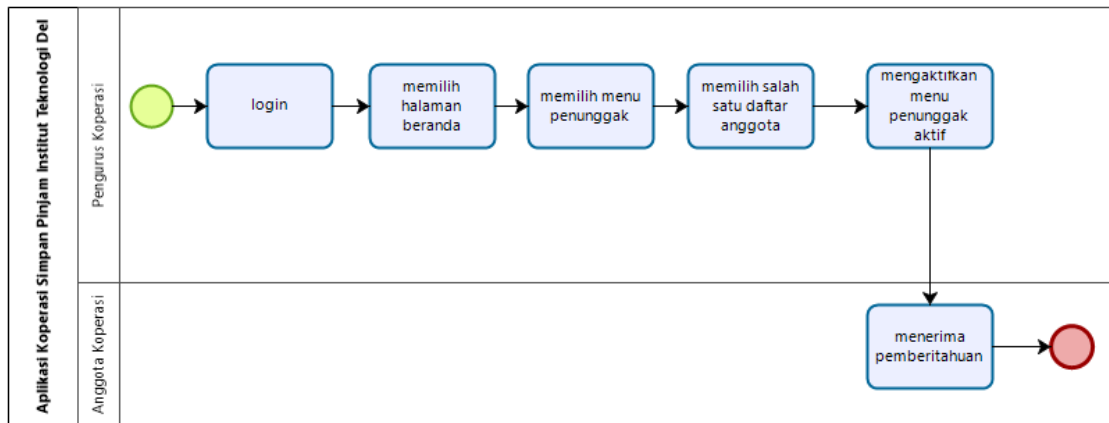 Aplikasi Koperasi Simpan Pinjam Institut Teknologi Del
Pengurus Koperasi
login
memilih
halaman
beranda
memilih menu
penunggak
memilih salah
satu daftar
anggota
mengaktifkan
menu
penunggak
aktif
Anggota Koperasi
menerima
pemberitahuan